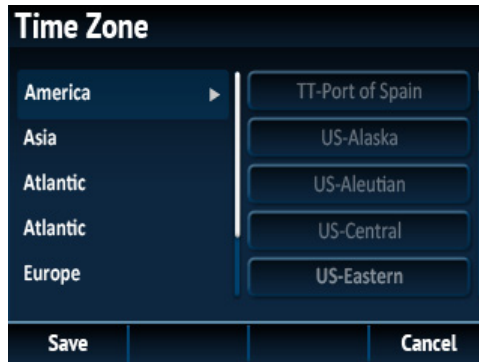 Time Zone
America
Asia
Atlantic
Atlantic
Europe
TT-Port of Spain
US-Alaska
US-Aleutian
US-Central
US-Eastern
Save
Cancel